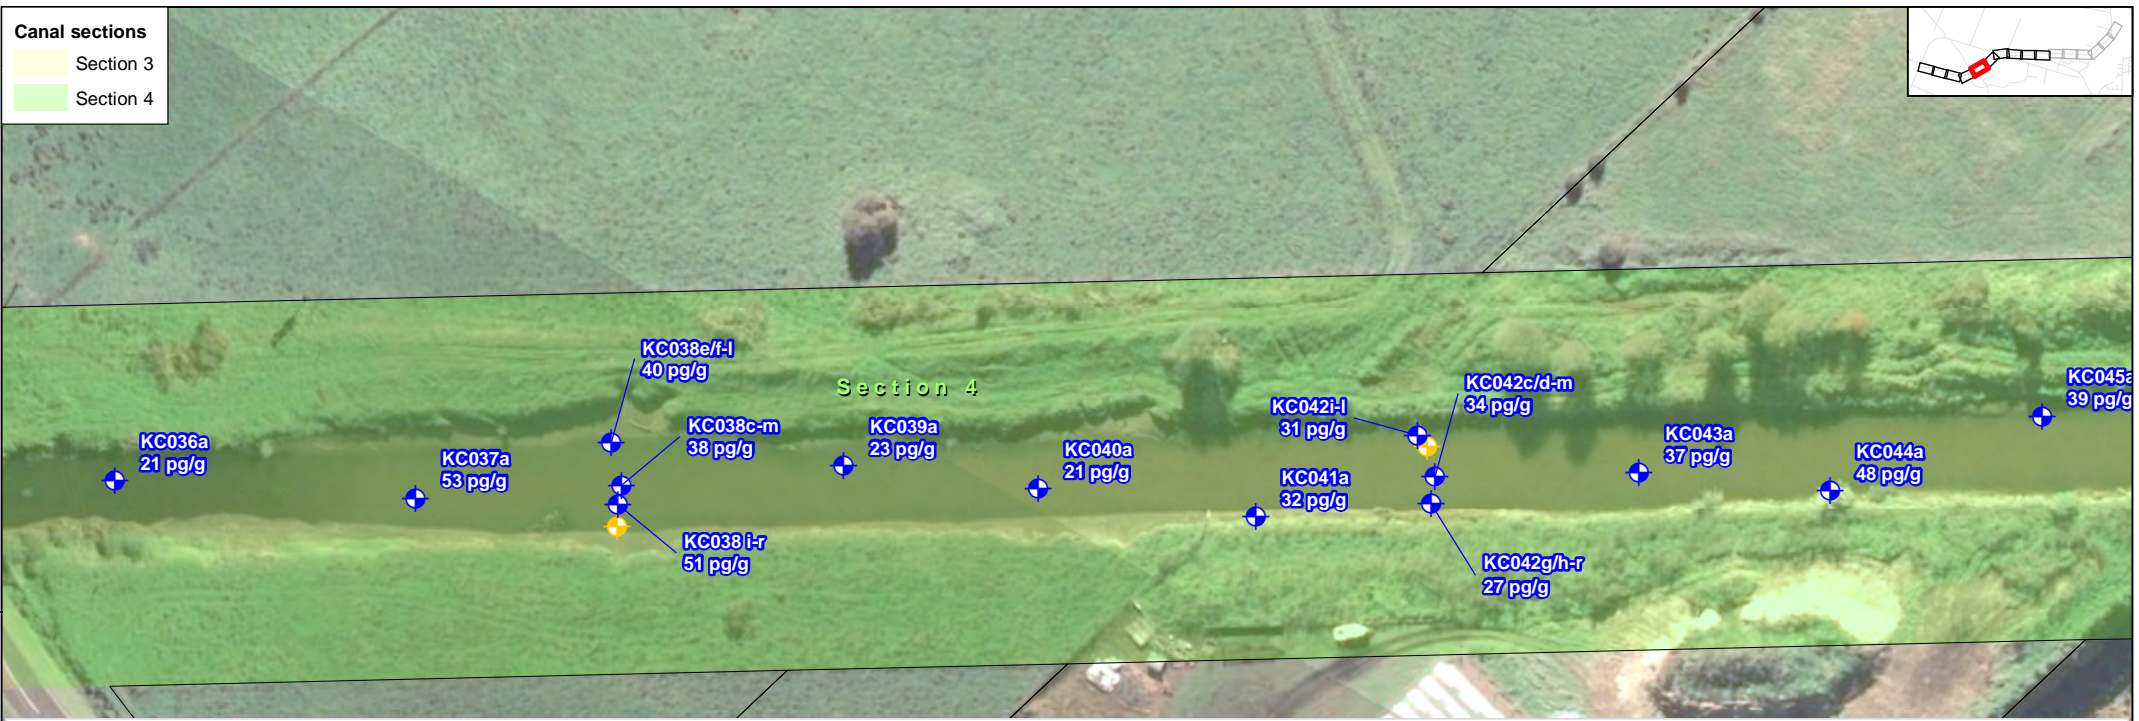 Canal sections
Section 3
Section 4
KC038e/f-l
40 pg/g
Section 4
KC042c/d-m
34 pg/g
KC045a
39 pg/g
KC042i-l
31 pg/g
KC038c-m
38 pg/g
KC039a
23 pg/g
KC036a
21 pg/g
KC037a
53 pg/g
KC040a
21 pg/g
KC043a
37 pg/g
KC044a
48 pg/g
KC041a
32 pg/g
KC038 i-r
51 pg/g
KC042g/h-r
27 pg/g